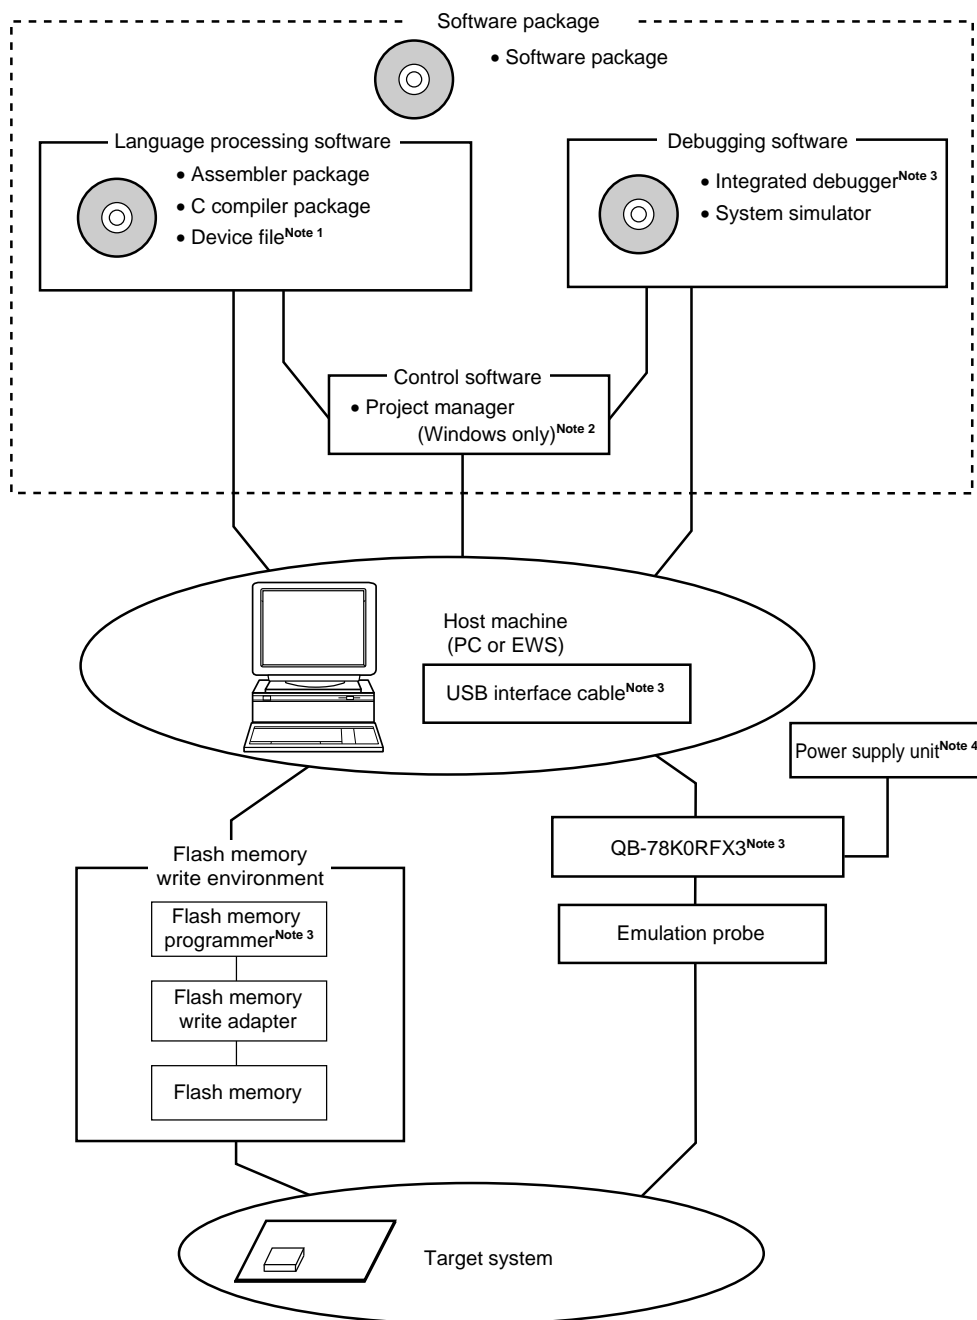 Software package
• Software package
Language processing software
• Assembler package
• C compiler package
• Device fileNote 1
Debugging software
• Integrated debuggerNote 3
• System simulator
Control software
• Project manager
(Windows only)Note 2
Host machine
(PC or EWS)
USB interface cableNote 3
Power supply unitNote 4
QB-78K0RFX3Note 3
Emulation probe
Flash memory
write environment
Flash memory
programmerNote 3
Flash memory
write adapter
Flash memory
Target system